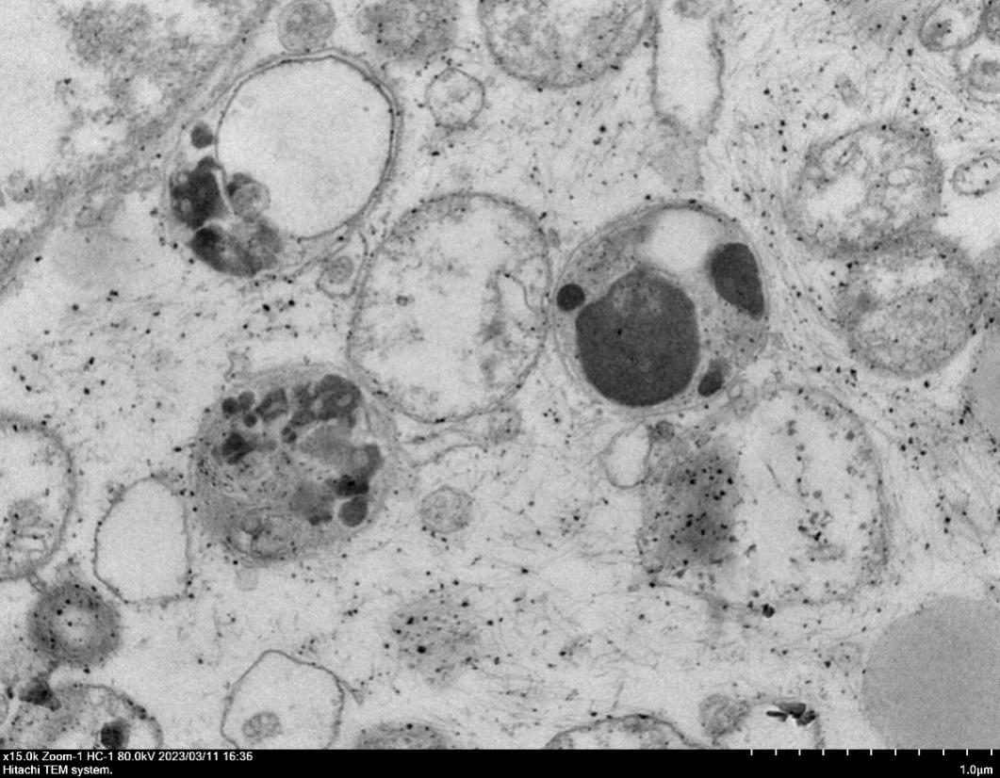 x15.0k Zoom-1 HC-1 80.0kV 2023/03/11 16:36
Hitachi TEM system.
1.0µm